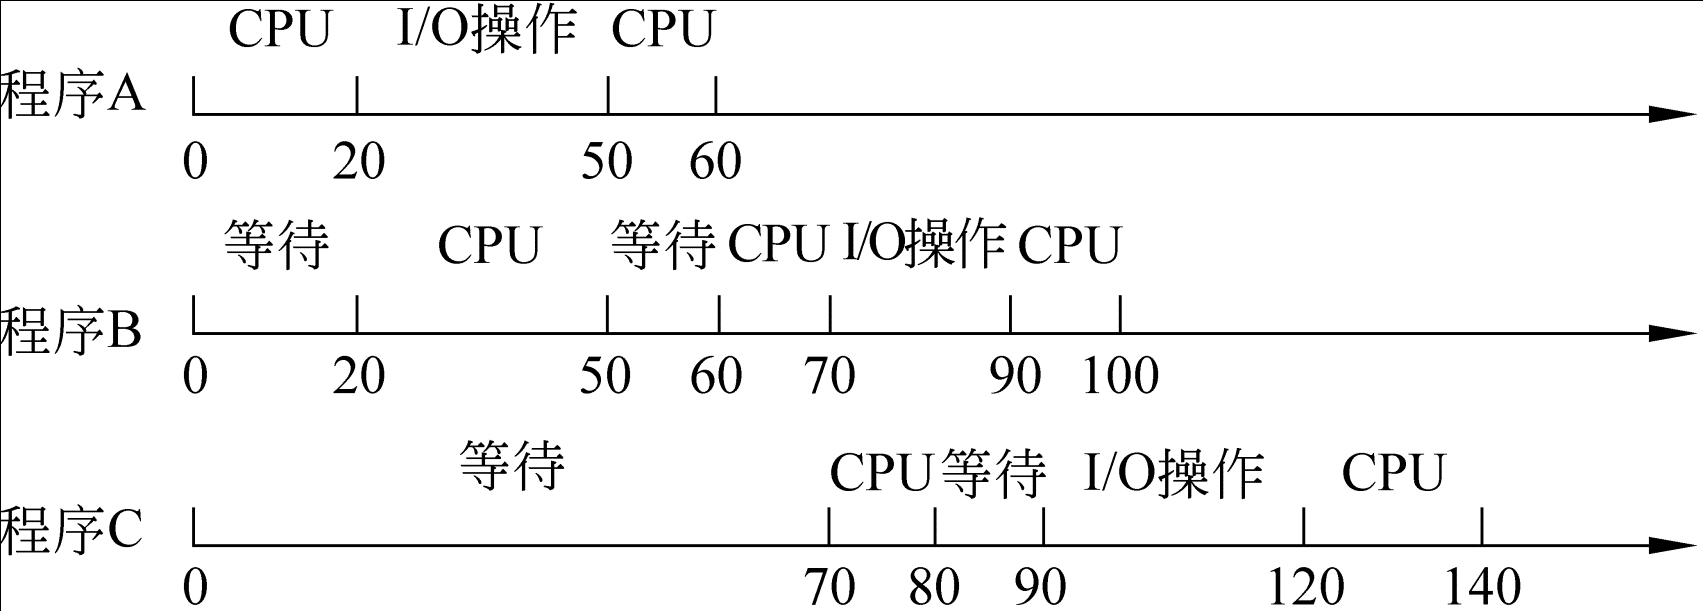 CPU I/O操作 CPU
程序A
0 20 50 60
等待 CPU 等待 CPU I/O操作 CPU
程序B
0 20 50 60 70 90 100
等待 CPU 等待 I/O操作 CPU
程序C
0 70 80 90 120 140